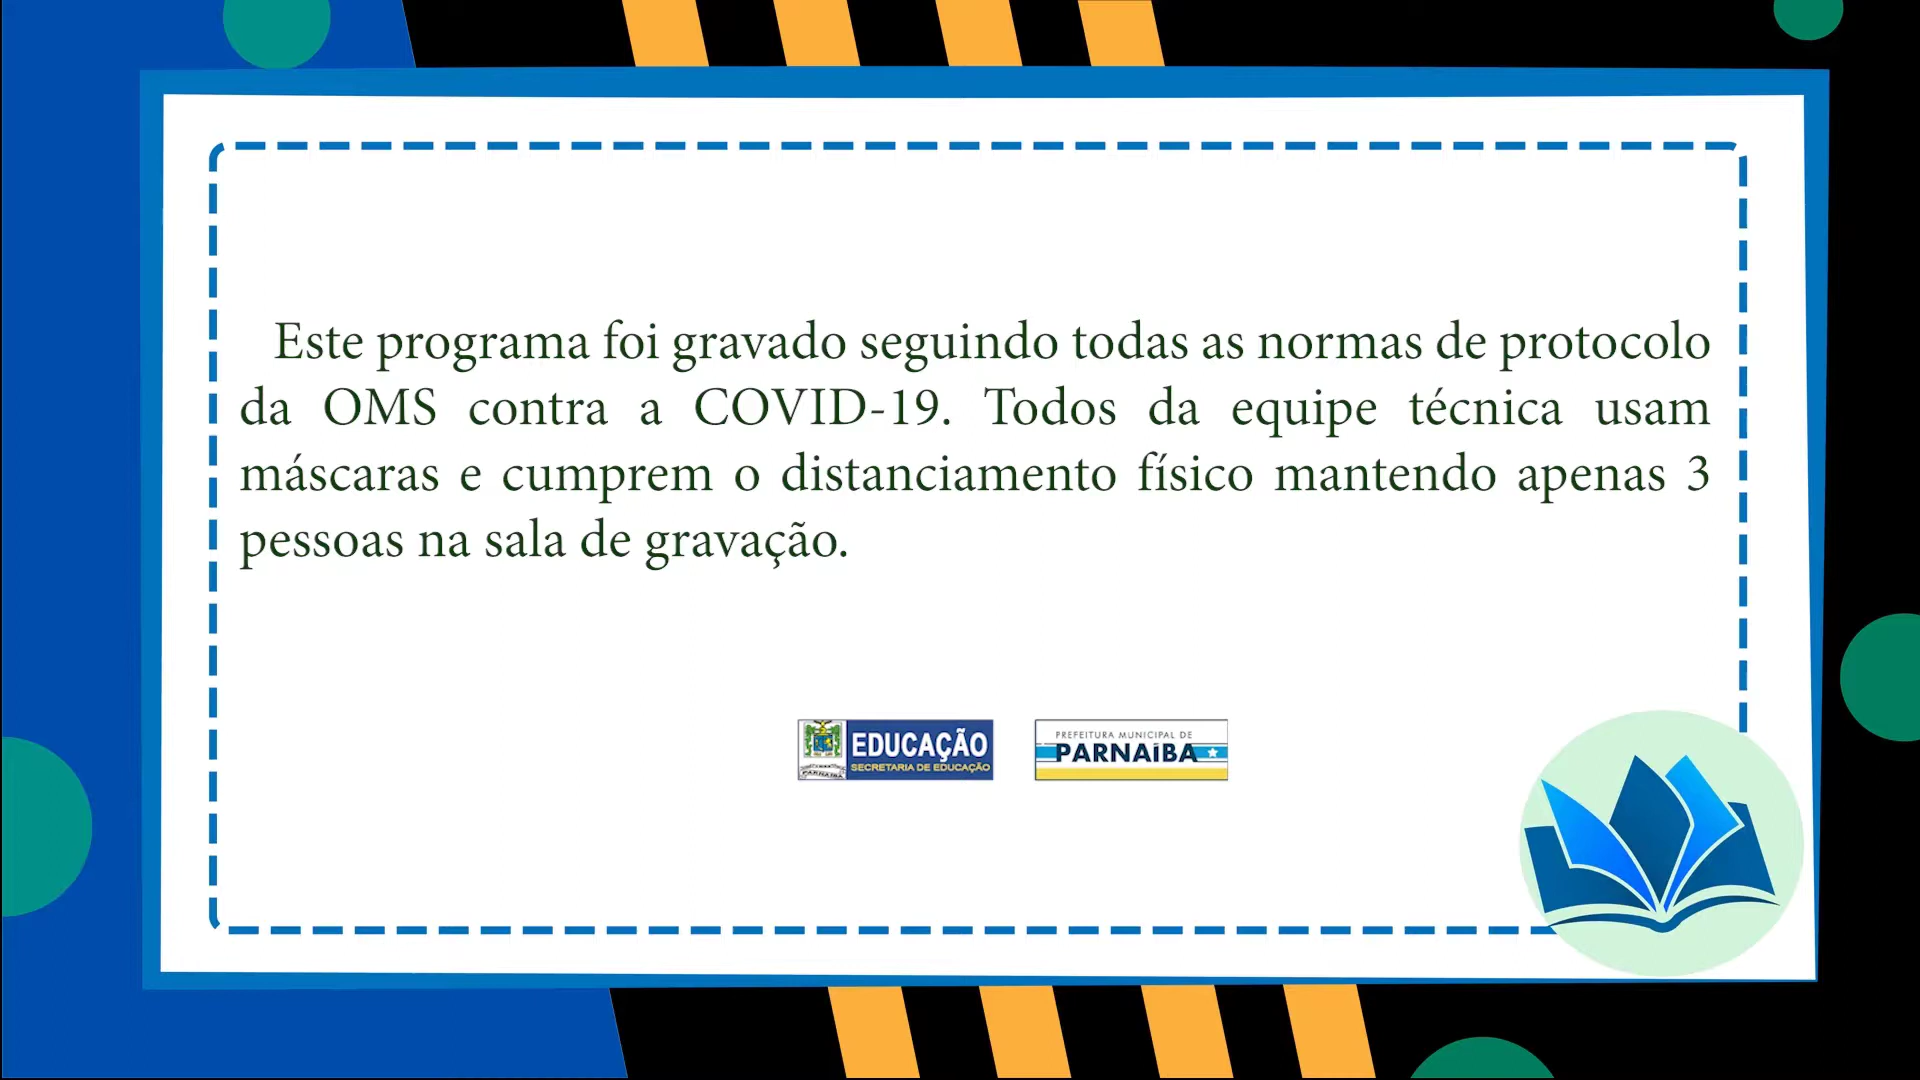 Este programa foi gravado seguindo todas as normas de protocolo
da OMS contra a COVID-19. Todos da equipe técnica usam
máscaras e cumprem o distanciamento físico mantendo apenas 3
pessoas na sala de gravação.
EDUCAÇÃO
SECRETARIA DE EDUCAÇÃO
PARNAIBA
PREFEITURA MUNICIPAL DE
PARNAÍBA